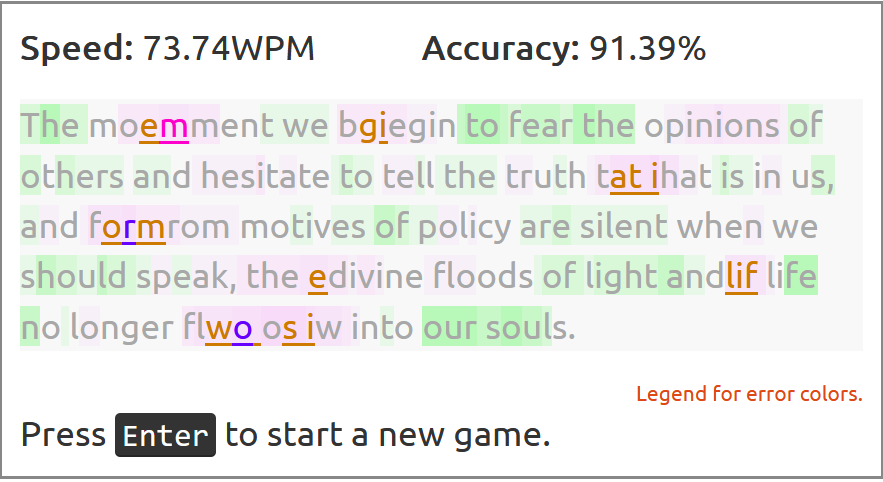 Speed: 73.74WPM Accuracy: 91.39%
The moemment we bgiegin to fear the opinions of
others and hesitate to tell the truth tat ihat is in us,
and formrom motives of policy are silent when we
should speak, the edivine floods of light andlif life
no longer flwo os iw into our souls.
Legend for error colors.
Press Enter to start a new game.